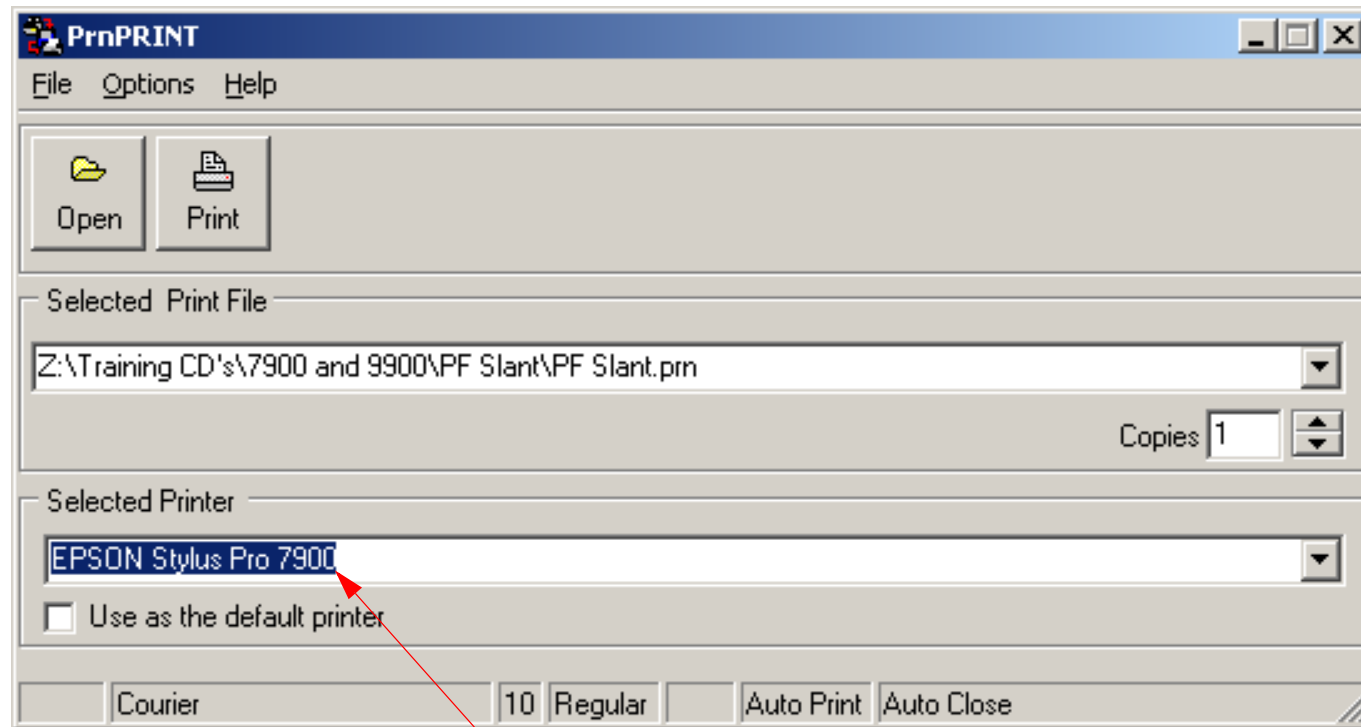 PrnPRINT
File Options Help
Open Print
Selected Print File
Z:\Training CD's\7900 and 9900\PF Slant\PF Slant.prn
Copies 1
Selected Printer
EPSON Stylus Pro 7900
Use as the default printer
Courier 10 Regular Auto Print Auto Close